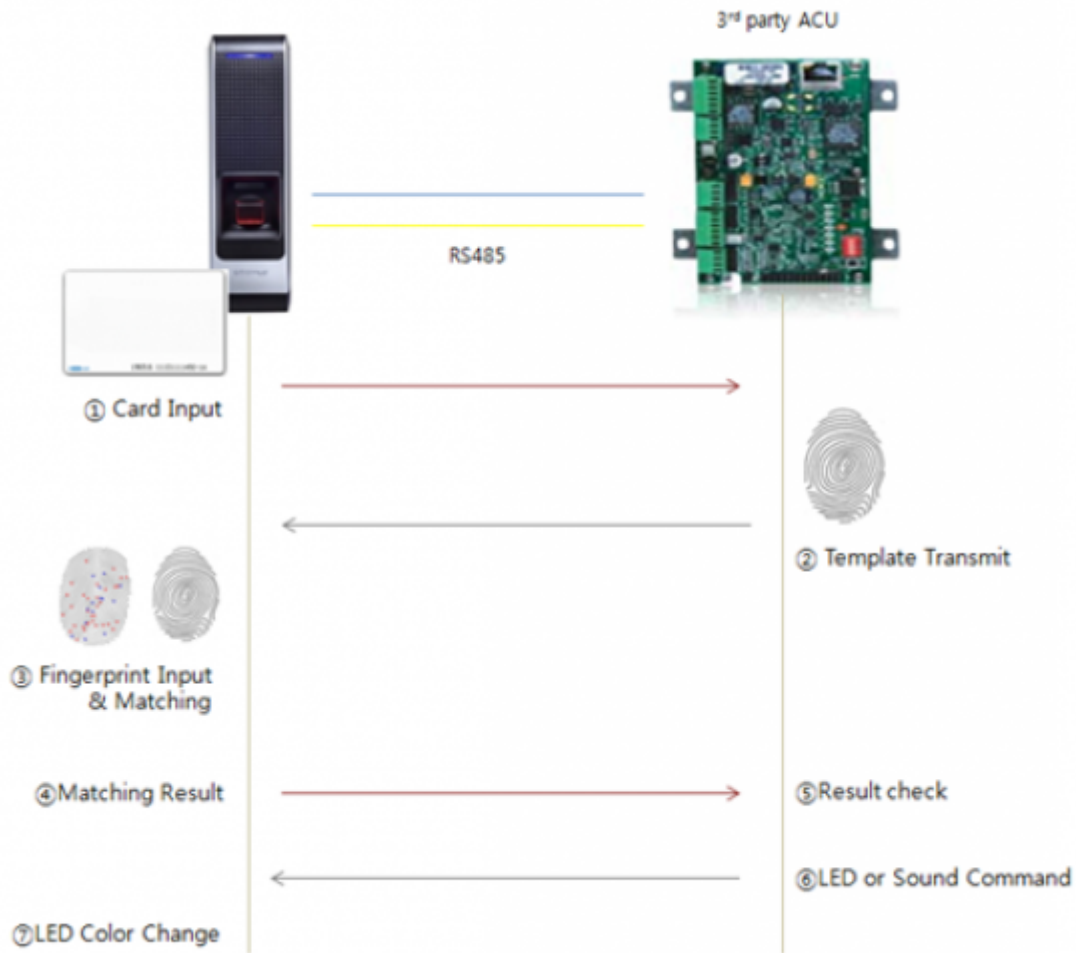 3rd party ACU
RS485
① Card Input
② Template Transmit
③ Fingerprint Input
& Matching
④Matching Result
⑤Result check
⑥LED or Sound Command
⑦LED Color Change